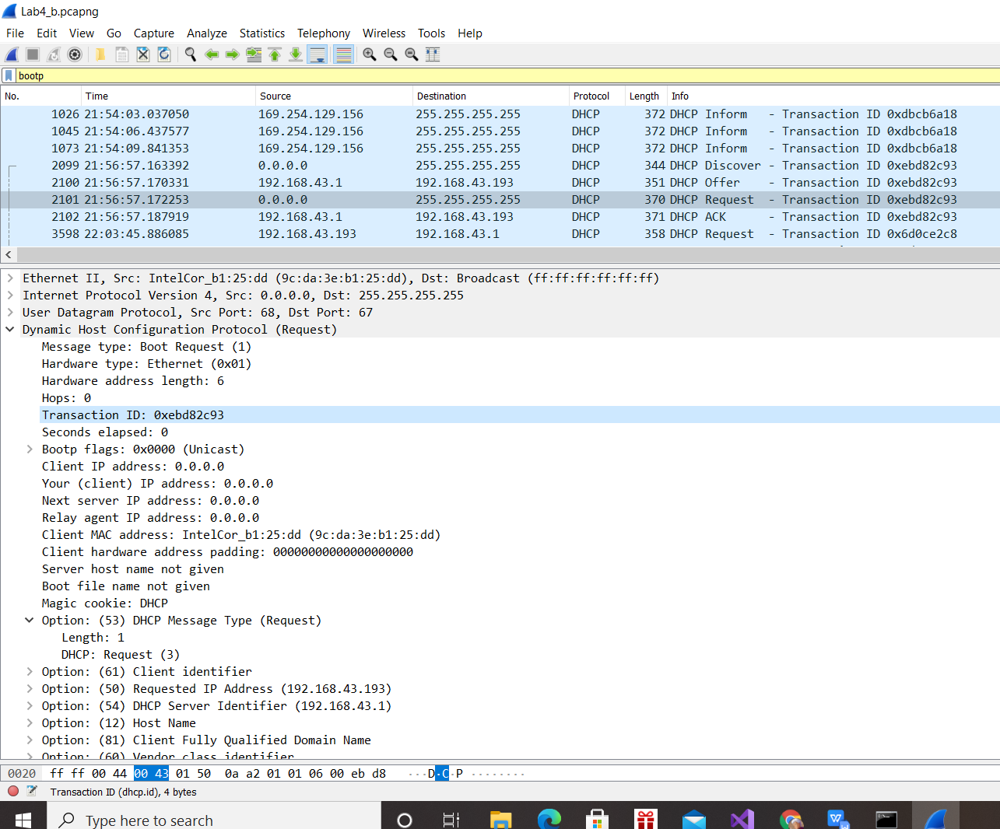 Lab4_b.pcapng
File Edit View Go Capture Analyze Statistics Telephony Wireless Tools Help
bootp
No. Time Source Destination Protocol Length Info
1026 21:54:03.037050 169.254.129.156 255.255.255.255 DHCP 372 DHCP Inform - Transaction ID 0xdbcb6a18
1045 21:54:06.437577 169.254.129.156 255.255.255.255 DHCP 372 DHCP Inform - Transaction ID 0xdbcb6a18
1073 21:54:09.841353 169.254.129.156 255.255.255.255 DHCP 372 DHCP Inform - Transaction ID 0xdbcb6a18
2099 21:56:57.163392 0.0.0.0 255.255.255.255 DHCP 344 DHCP Discover - Transaction ID 0xebd82c93
2100 21:56:57.170331 192.168.43.1 192.168.43.193 DHCP 351 DHCP Offer - Transaction ID 0xebd82c93
2101 21:56:57.172253 0.0.0.0 255.255.255.255 DHCP 370 DHCP Request - Transaction ID 0xebd82c93
2102 21:56:57.187919 192.168.43.1 192.168.43.193 DHCP 371 DHCP ACK - Transaction ID 0xebd82c93
3598 22:03:45.886085 192.168.43.193 192.168.43.1 DHCP 358 DHCP Request - Transaction ID 0x6d0ce2c8
Ethernet II, Src: IntelCor_b1:25:dd (9c:da:3e:b1:25:dd), Dst: Broadcast (ff:ff:ff:ff:ff:ff)
Internet Protocol Version 4, Src: 0.0.0.0, Dst: 255.255.255.255
User Datagram Protocol, Src Port: 68, Dst Port: 67
Dynamic Host Configuration Protocol (Request)
Message type: Boot Request (1)
Hardware type: Ethernet (0x01)
Hardware address length: 6
Hops: 0
Transaction ID: 0xebd82c93
Seconds elapsed: 0
Bootp flags: 0x0000 (Unicast)
Client IP address: 0.0.0.0
Your (client) IP address: 0.0.0.0
Next server IP address: 0.0.0.0
Relay agent IP address: 0.0.0.0
Client MAC address: IntelCor_b1:25:dd (9c:da:3e:b1:25:dd)
Client hardware address padding: 00000000000000000000
Server host name not given
Boot file name not given
Magic cookie: DHCP
Option: (53) DHCP Message Type (Request)
Length: 1
DHCP: Request (3)
Option: (61) Client identifier
Option: (50) Requested IP Address (192.168.43.193)
Option: (54) DHCP Server Identifier (192.168.43.1)
Option: (12) Host Name
Option: (81) Client Fully Qualified Domain Name
Option: (60) Vendor class identifier
0020 ff ff 00 44 00 43 01 50 0a a2 01 01 06 00 eb d8 ···D·C·P ········
Transaction ID (dhcp.id), 4 bytes
Type here to search